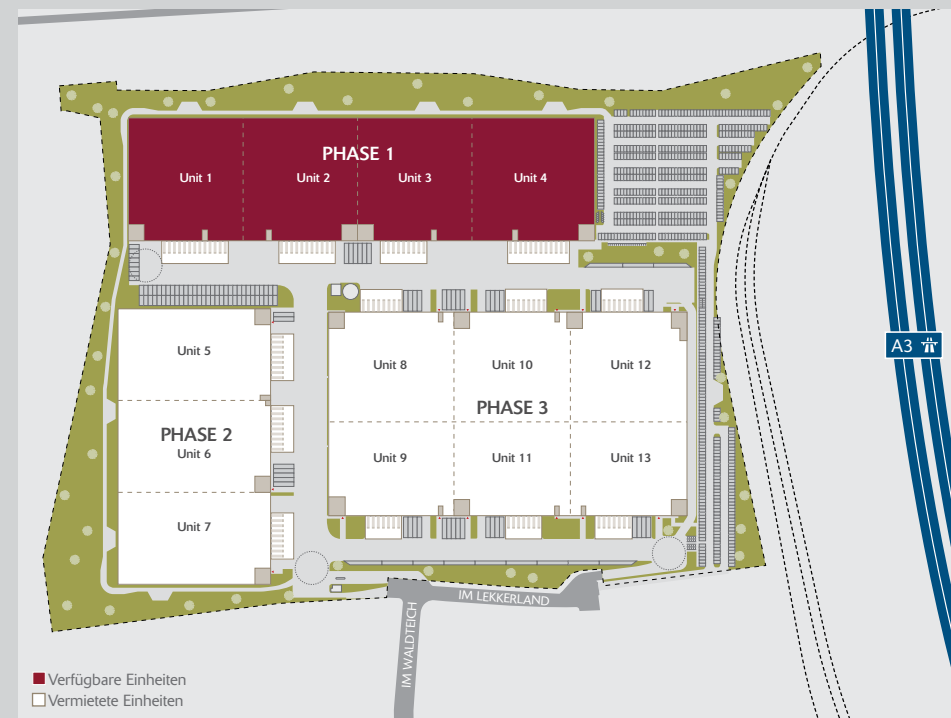 PHASE 1
Unit 1
Unit 2
Unit 3
Unit 4
Unit 5
PHASE 2
Unit 6
Unit 7
Unit 8
Unit 10
Unit 12
PHASE 3
Unit 9
Unit 11
Unit 13
A3
IM LEKKERLAND
IM WALDTEICH
Verfügbare Einheiten
Vermietete Einheiten